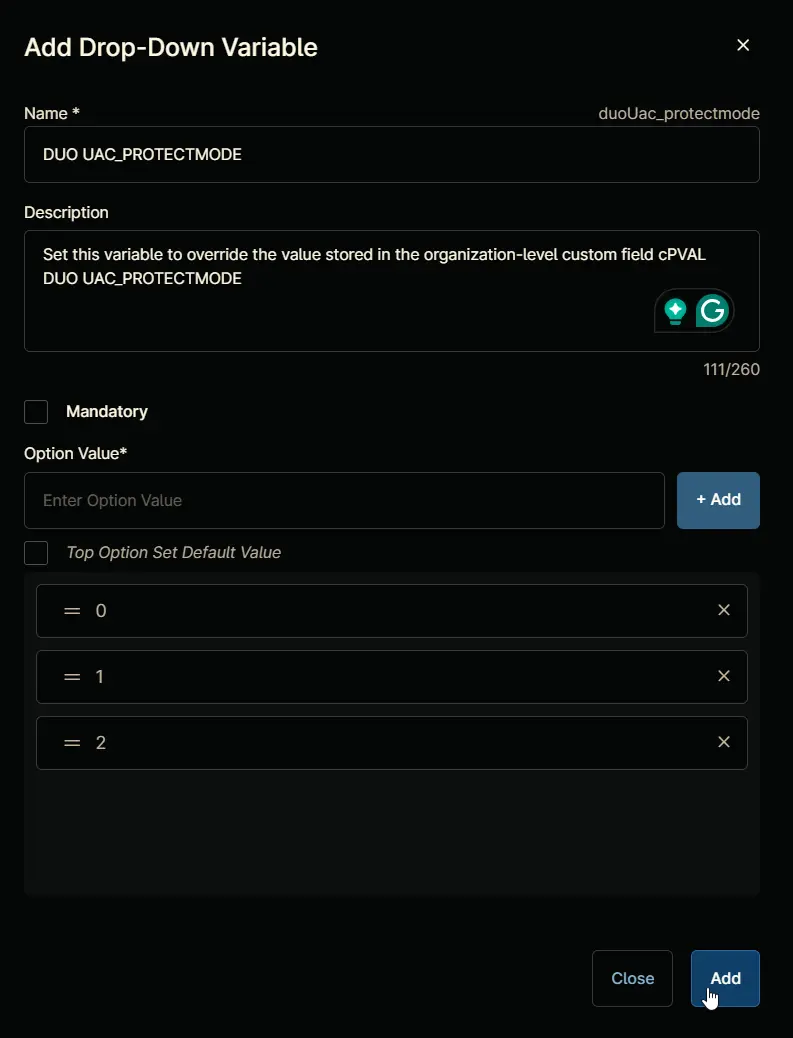 Add Drop-Down Variable
Name *
duoUac_protectmode
DUO UAC_PROTECTMODE
Description
Set this variable to override the value stored in the organization-level custom field cPVAL
DUO UAC_PROTECTMODE
111/260
Mandatory
Option Value*
Enter Option Value
+ Add
Top Option Set Default Value
0
1
2
Close
Add